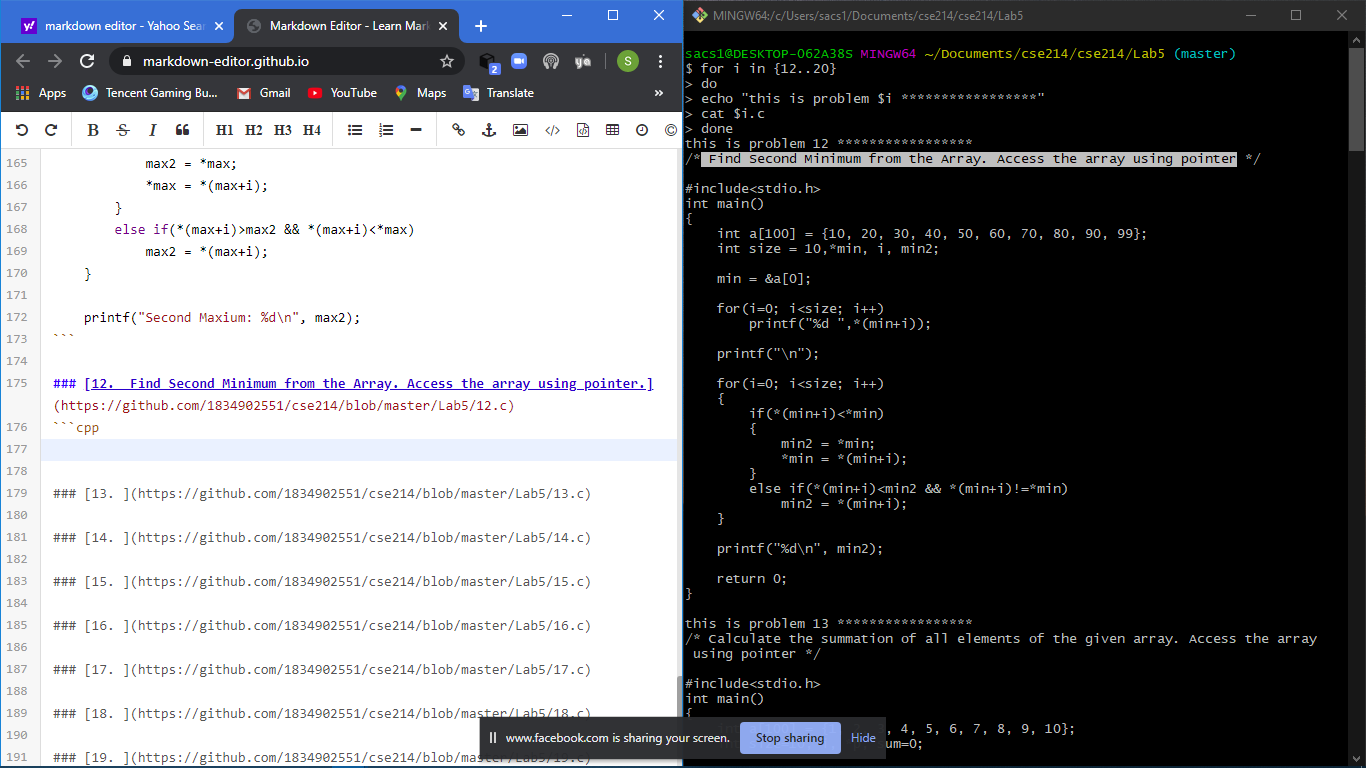 markdown editor - Yahoo Sear
Markdown Editor - Learn Mark
markdown-editor.github.io
2
S
Apps
Tencent Gaming Bu...
Gmail
YouTube
Maps
Translate
»
B S I H1 H2 H3 H4
165             max2 = *max;
166             *max = *(max+i);
167         }
168         else if(*(max+i)>max2 && *(max+i)<*max)
169             max2 = *(max+i);
170     }
171
172     printf("Second Maxium: %d\n", max2);
173 ```
174
175 ### [12.  Find Second Minimum from the Array. Access the array using pointer.]
(https://github.com/1834902551/cse214/blob/master/Lab5/12.c)
176 ```cpp
177
178
179 ### [13. ](https://github.com/1834902551/cse214/blob/master/Lab5/13.c)
180
181 ### [14. ](https://github.com/1834902551/cse214/blob/master/Lab5/14.c)
182
183 ### [15. ](https://github.com/1834902551/cse214/blob/master/Lab5/15.c)
184
185 ### [16. ](https://github.com/1834902551/cse214/blob/master/Lab5/16.c)
186
187 ### [17. ](https://github.com/1834902551/cse214/blob/master/Lab5/17.c)
188
189 ### [18. ](https://github.com/1834902551/cse214/blob/master/Lab5/18.c)
190
191 ### [19. ](https://github.com/1834902551/cse214/blob/master/Lab5/19.c)
MINGW64:/c/Users/sacs1/Documents/cse214/cse214/Lab5
sacs1@DESKTOP-062A38S MINGW64 ~/Documents/cse214/cse214/Lab5 (master)
$ for i in {12..20}
> do
> echo "this is problem $i *****************"
> cat $i.c
> done
this is problem 12 *****************
/* Find Second Minimum from the Array. Access the array using pointer */
#include<stdio.h>
int main()
{
    int a[100] = {10, 20, 30, 40, 50, 60, 70, 80, 90, 99};
    int size = 10,*min, i, min2;
    min = &a[0];
    for(i=0; i<size; i++)
        printf("%d ",*(min+i));
    printf("\n");
    for(i=0; i<size; i++)
    {
        if(*(min+i)<*min)
        {
            min2 = *min;
            *min = *(min+i);
        }
        else if(*(min+i)<min2 && *(min+i)!=*min)
            min2 = *(min+i);
    }
    printf("%d\n", min2);
    return 0;
}
this is problem 13 *****************
/* Calculate the summation of all elements of the given array. Access the array
 using pointer */
#include<stdio.h>
int main()
{
, 4, 5, 6, 7, 8, 9, 10};
um=0;
www.facebook.com is sharing your screen.
Stop sharing
Hide